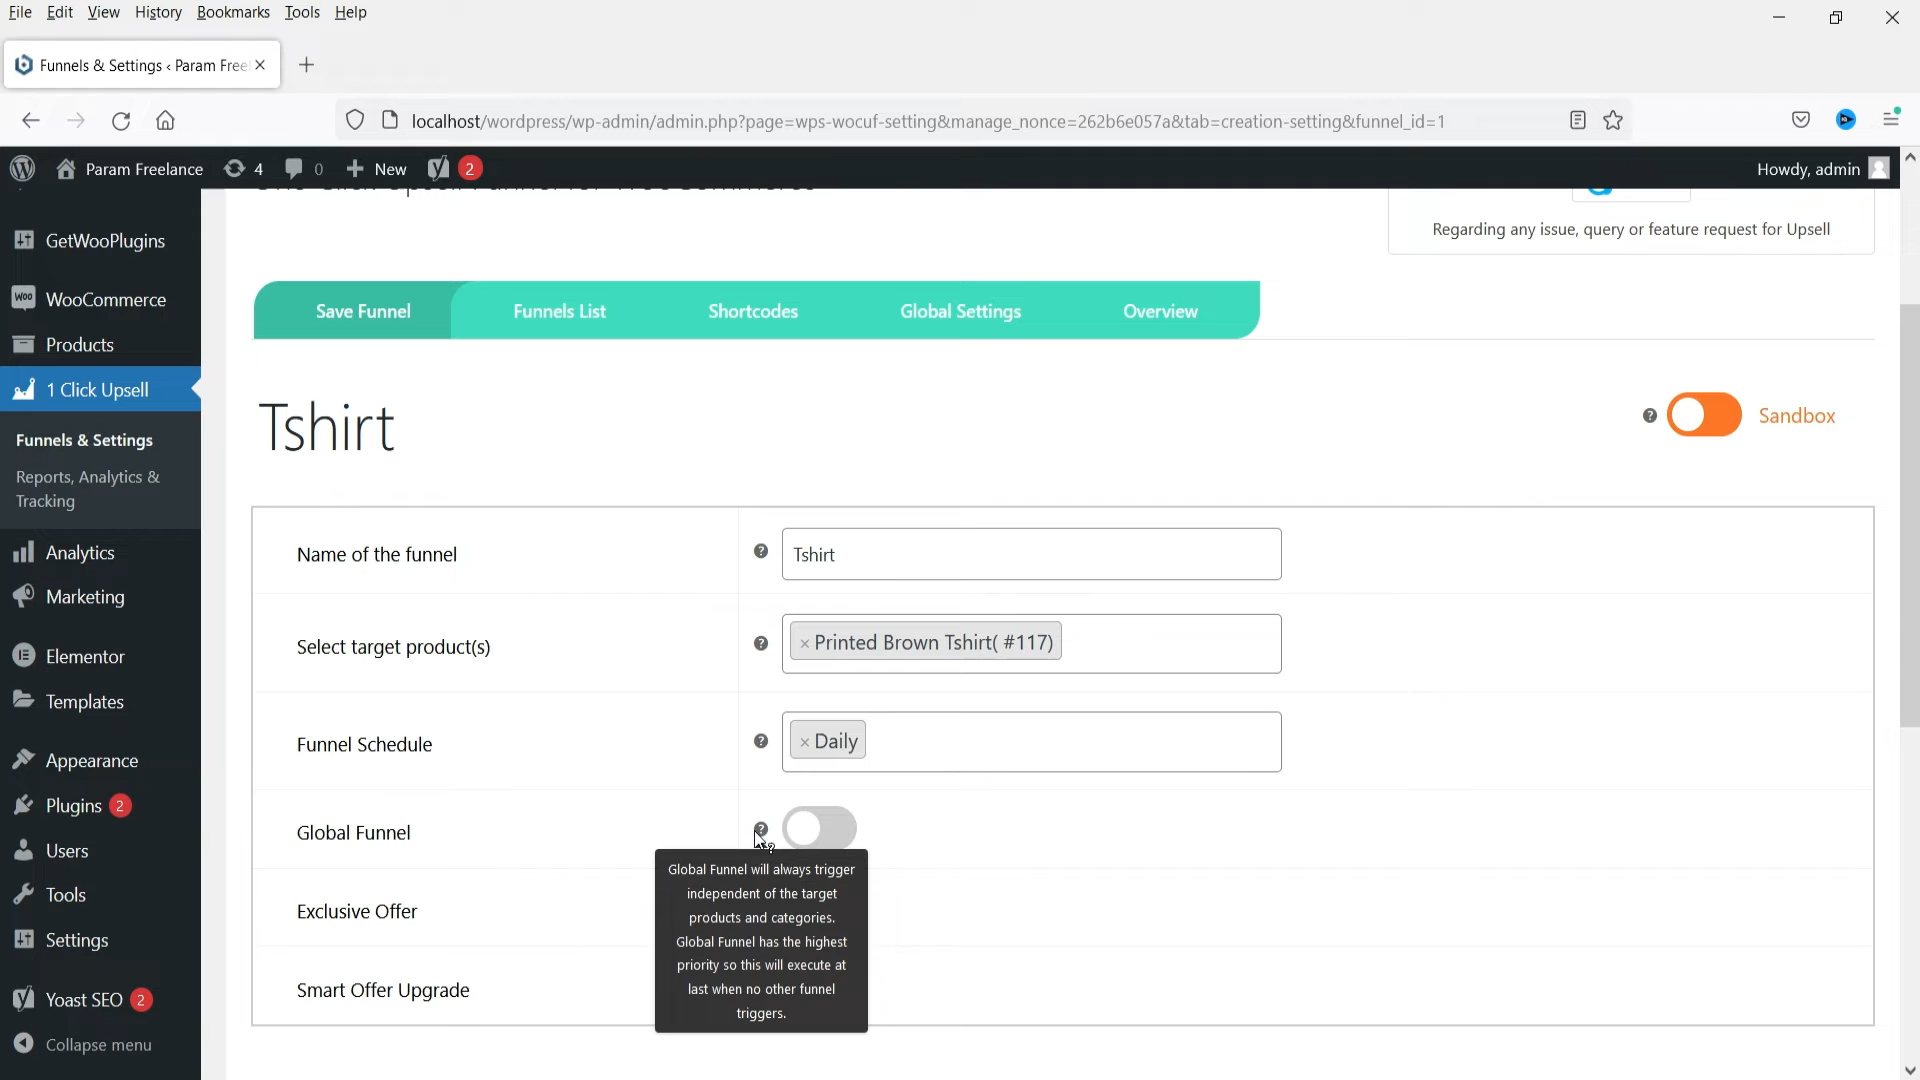 File Edit View History Bookmarks Tools Help
Funnels & Settings ‹ Param Free
localhost/wordpress/wp-admin/admin.php?page=wps-wocuf-setting&manage_nonce=262b6e057a&tab=creation-setting&funnel_id=1
Param Freelance 4 0 New 2 Howdy, admin
GetWooPlugins
WooCommerce
Products
1 Click Upsell
Funnels & Settings
Reports, Analytics &
Tracking
Analytics
Marketing
Elementor
Templates
Appearance
Plugins 2
Users
Tools
Settings
Yoast SEO 2
Collapse menu
Regarding any issue, query or feature request for Upsell
Save Funnel Funnels List Shortcodes Global Settings Overview
Tshirt
Sandbox
Name of the funnel
Tshirt
Select target product(s)
× Printed Brown Tshirt( #117)
Funnel Schedule
× Daily
Global Funnel
Global Funnel will always trigger
independent of the target
products and categories.
Global Funnel has the highest
priority so this will execute at
last when no other funnel
triggers.
Exclusive Offer
Smart Offer Upgrade